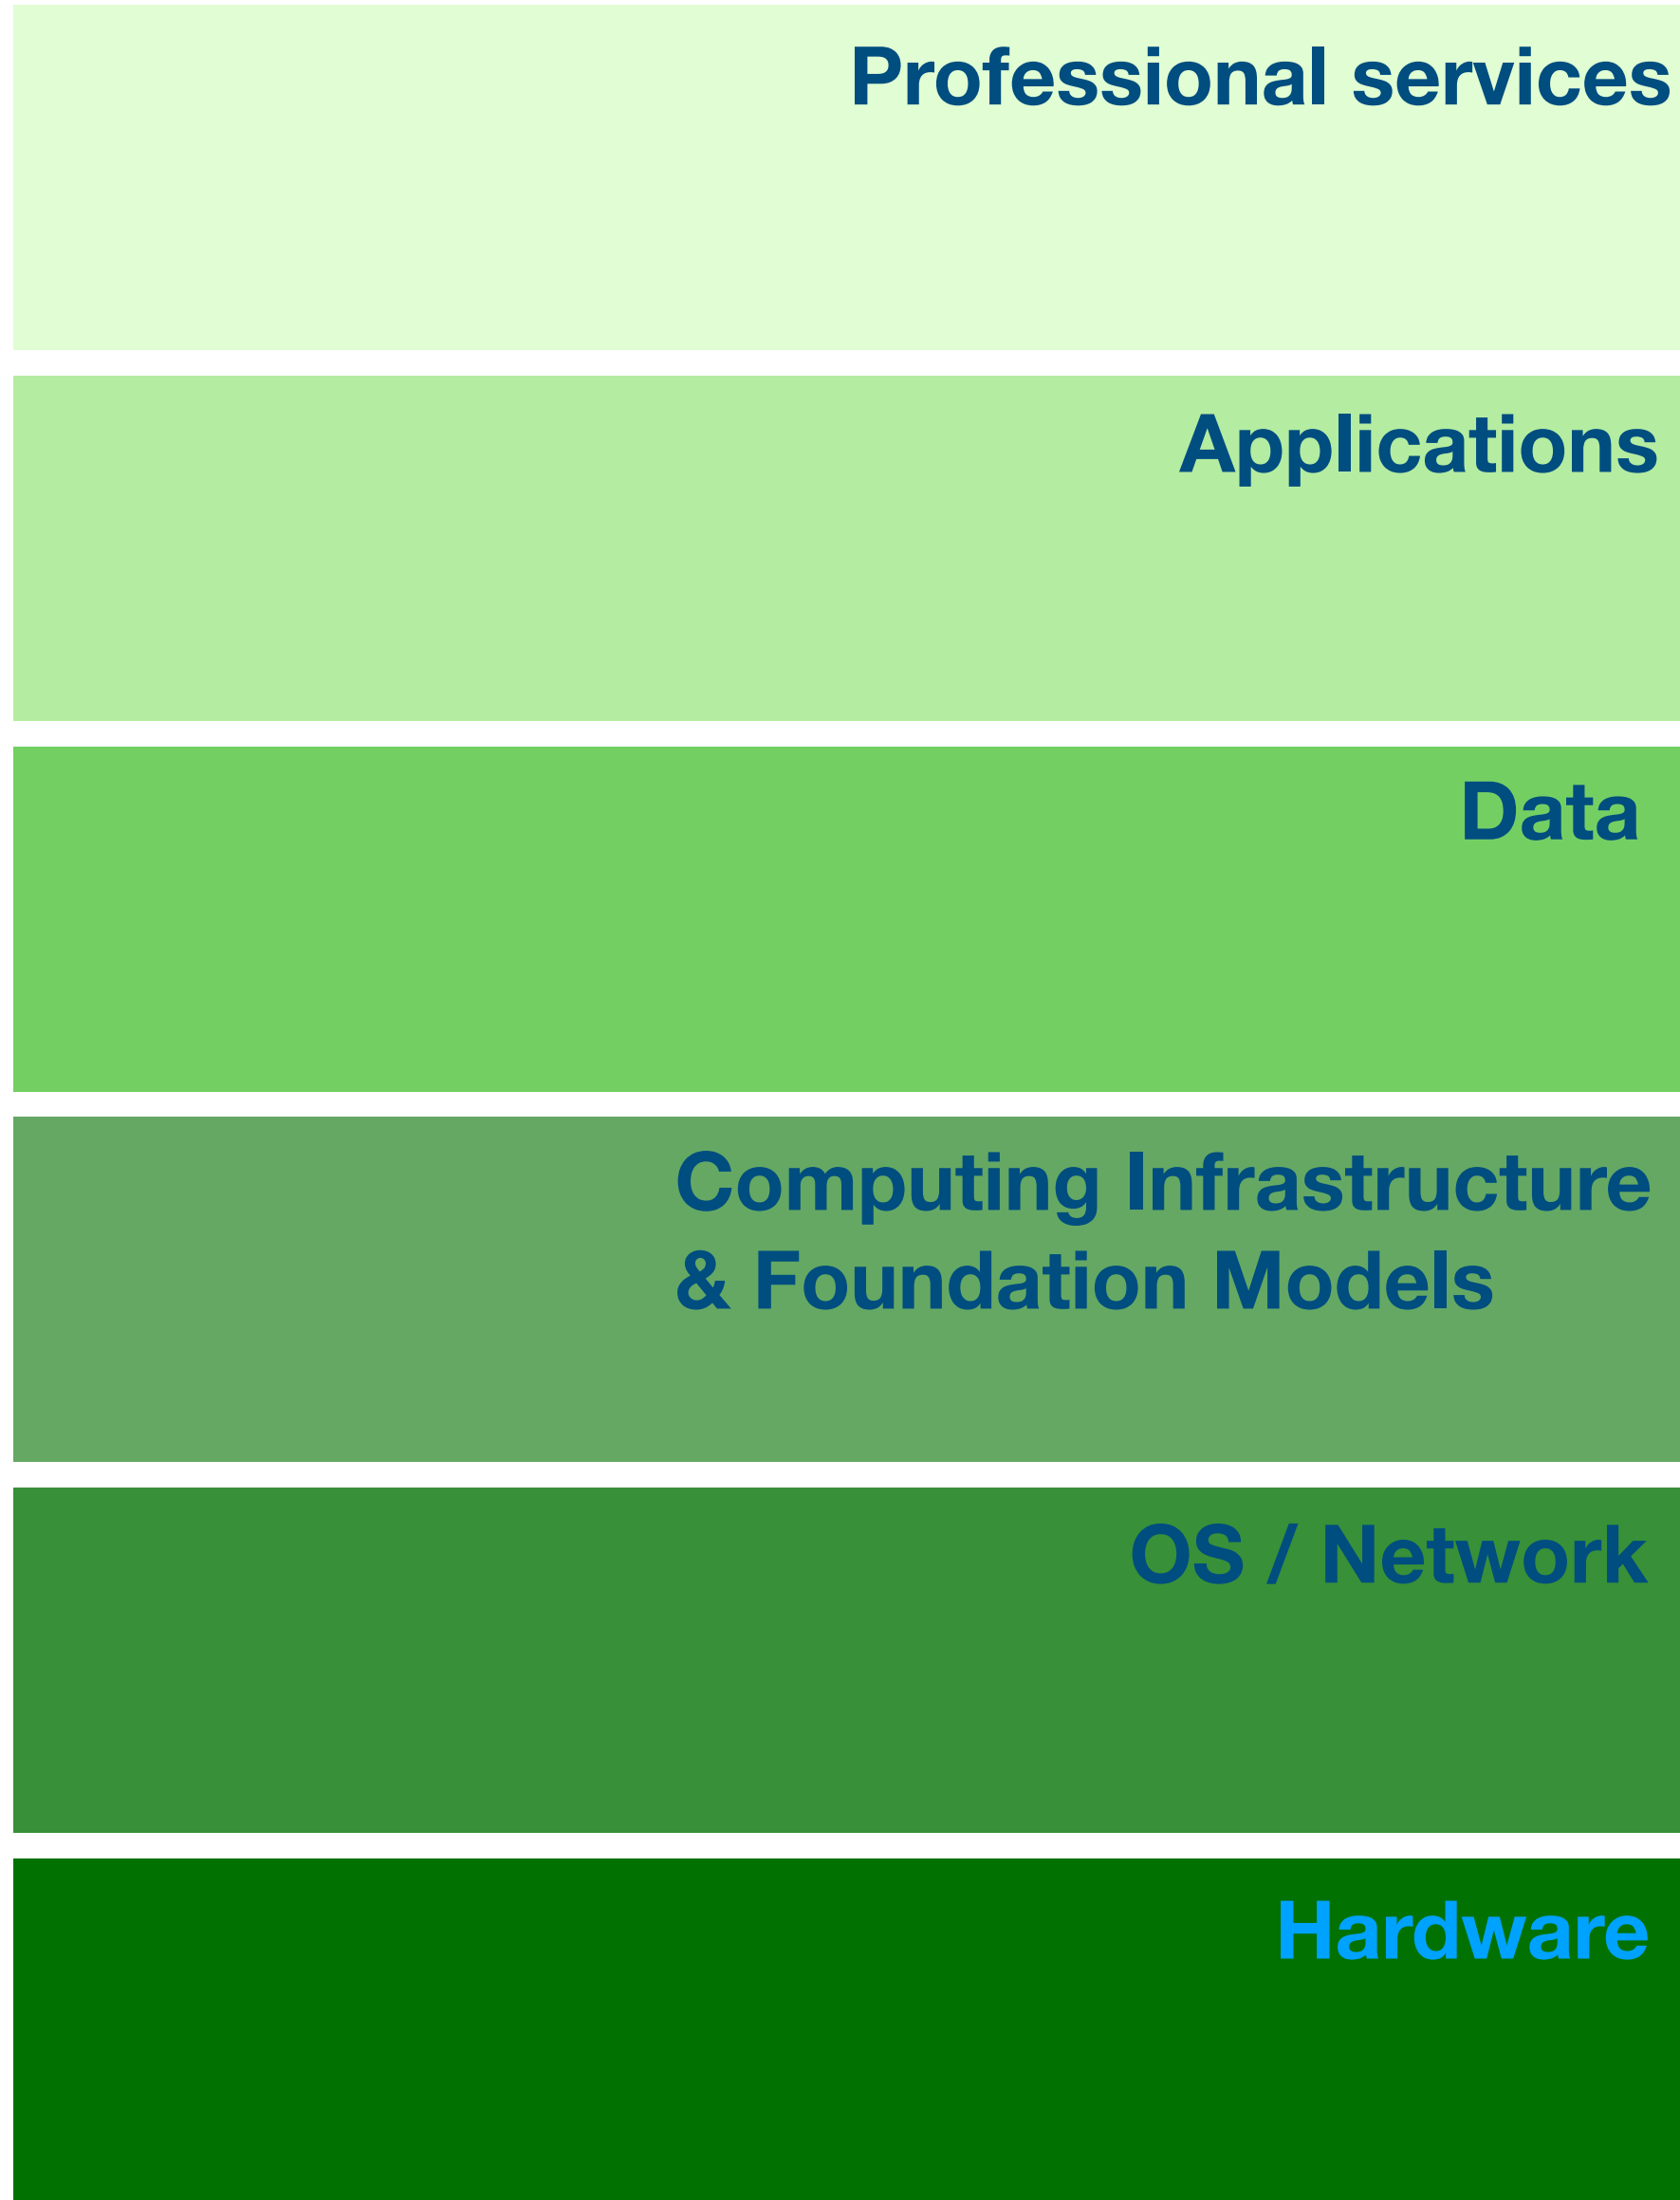 Professional services
Applications
Data
Computing Infrastructure
& Foundation Models
OS / Network
Hardware